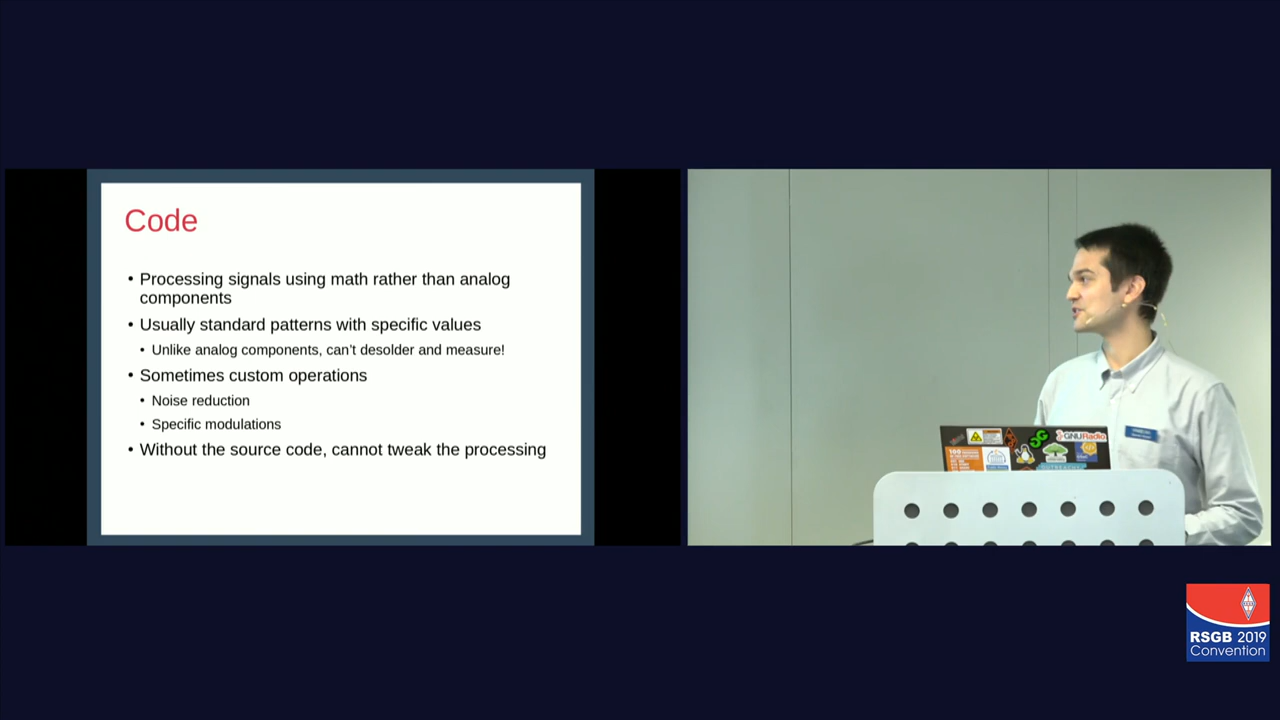 Code
• Processing signals using math rather than analog
components
• Usually standard patterns with specific values
• Unlike analog components, can't desolder and measure!
• Sometimes custom operations
• Noise reduction
• Specific modulations
• Without the source code, cannot tweak the processing
GNURadio
100
OUTREACHY
RSGB 2019
Convention